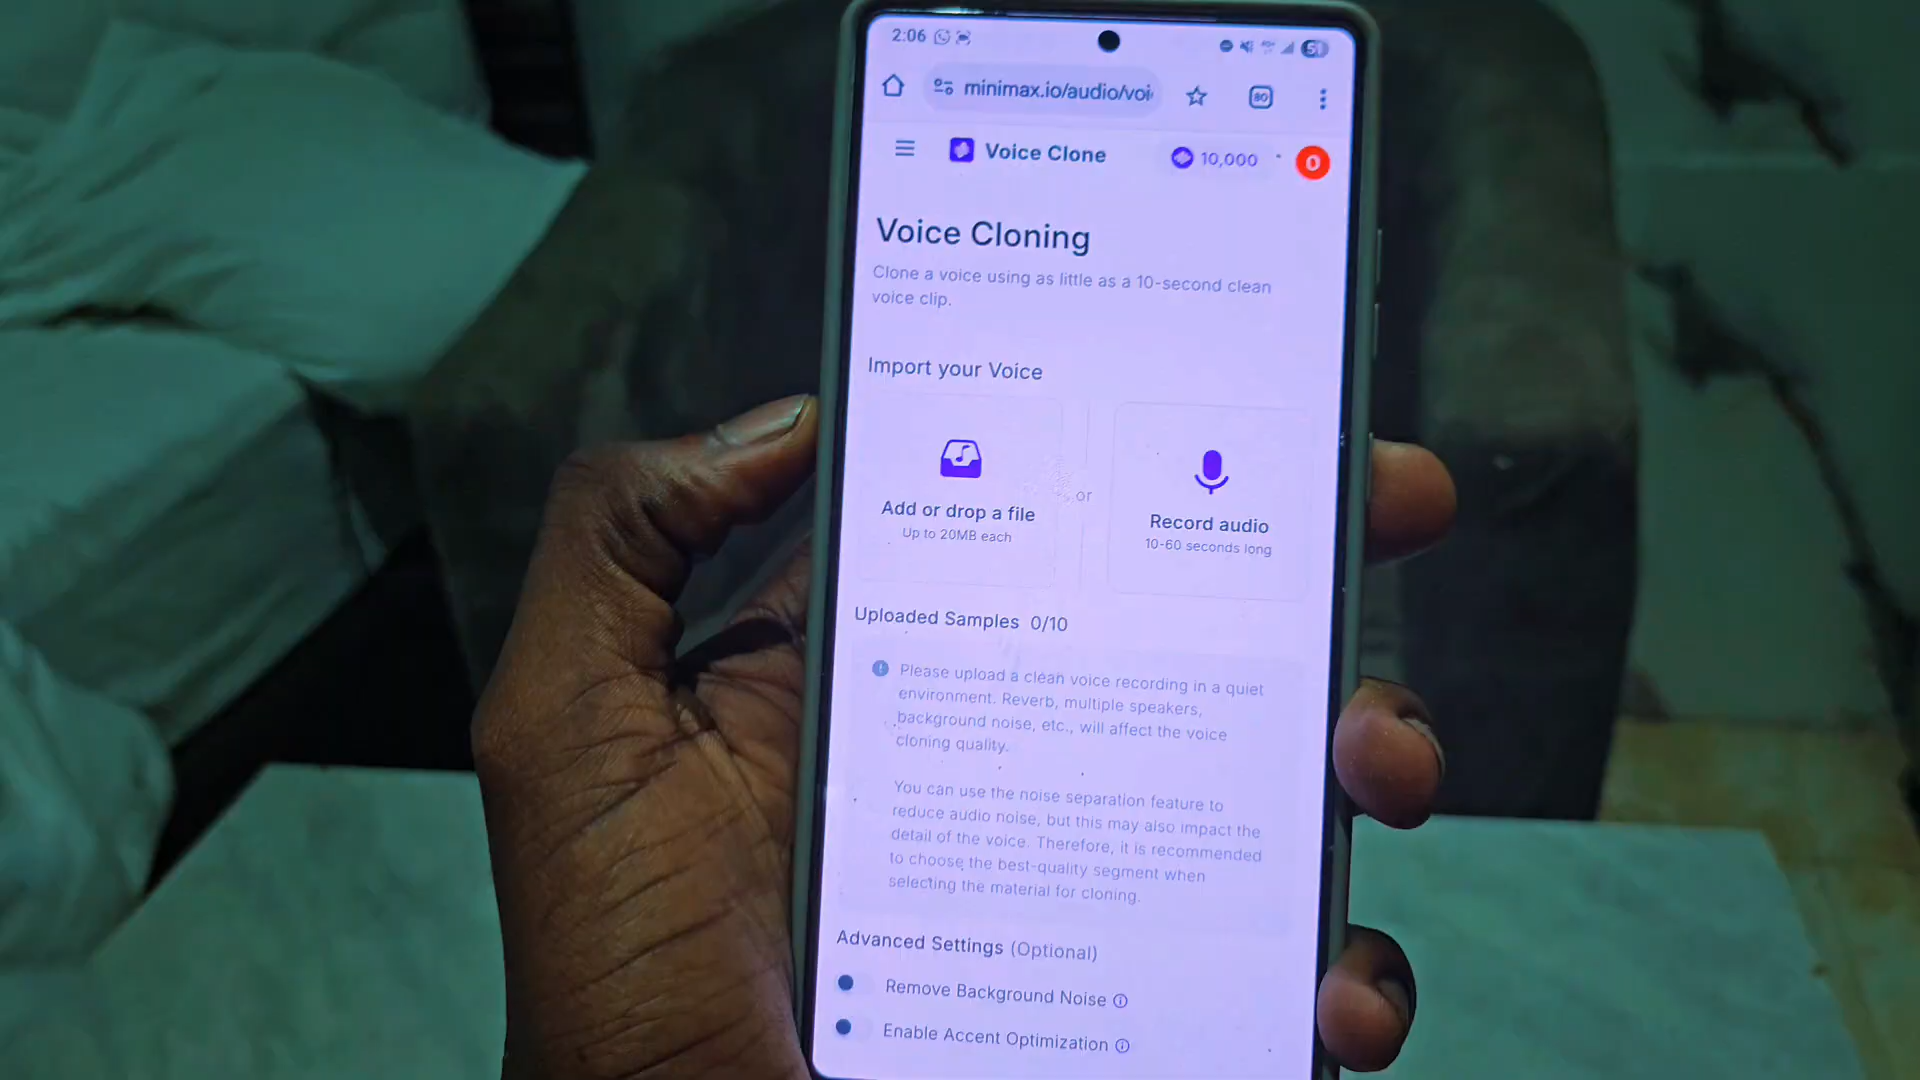 2:06
minimax.io/audio/voi
80
Voice Clone
10,000
0
Voice Cloning
Clone a voice using as little as a 10-second clean
voice clip.
Import your Voice
Add or drop a file
Up to 20MB each
or
Record audio
10-60 seconds long
Uploaded Samples 0/10
Please upload a clean voice recording in a quiet
environment. Reverb, multiple speakers,
background noise, etc., will affect the voice
cloning quality.
You can use the noise separation feature to
reduce audio noise, but this may also impact the
detail of the voice. Therefore, it is recommended
to choose the best-quality segment when
selecting the material for cloning.
Advanced Settings (Optional)
Remove Background Noise
Enable Accent Optimization